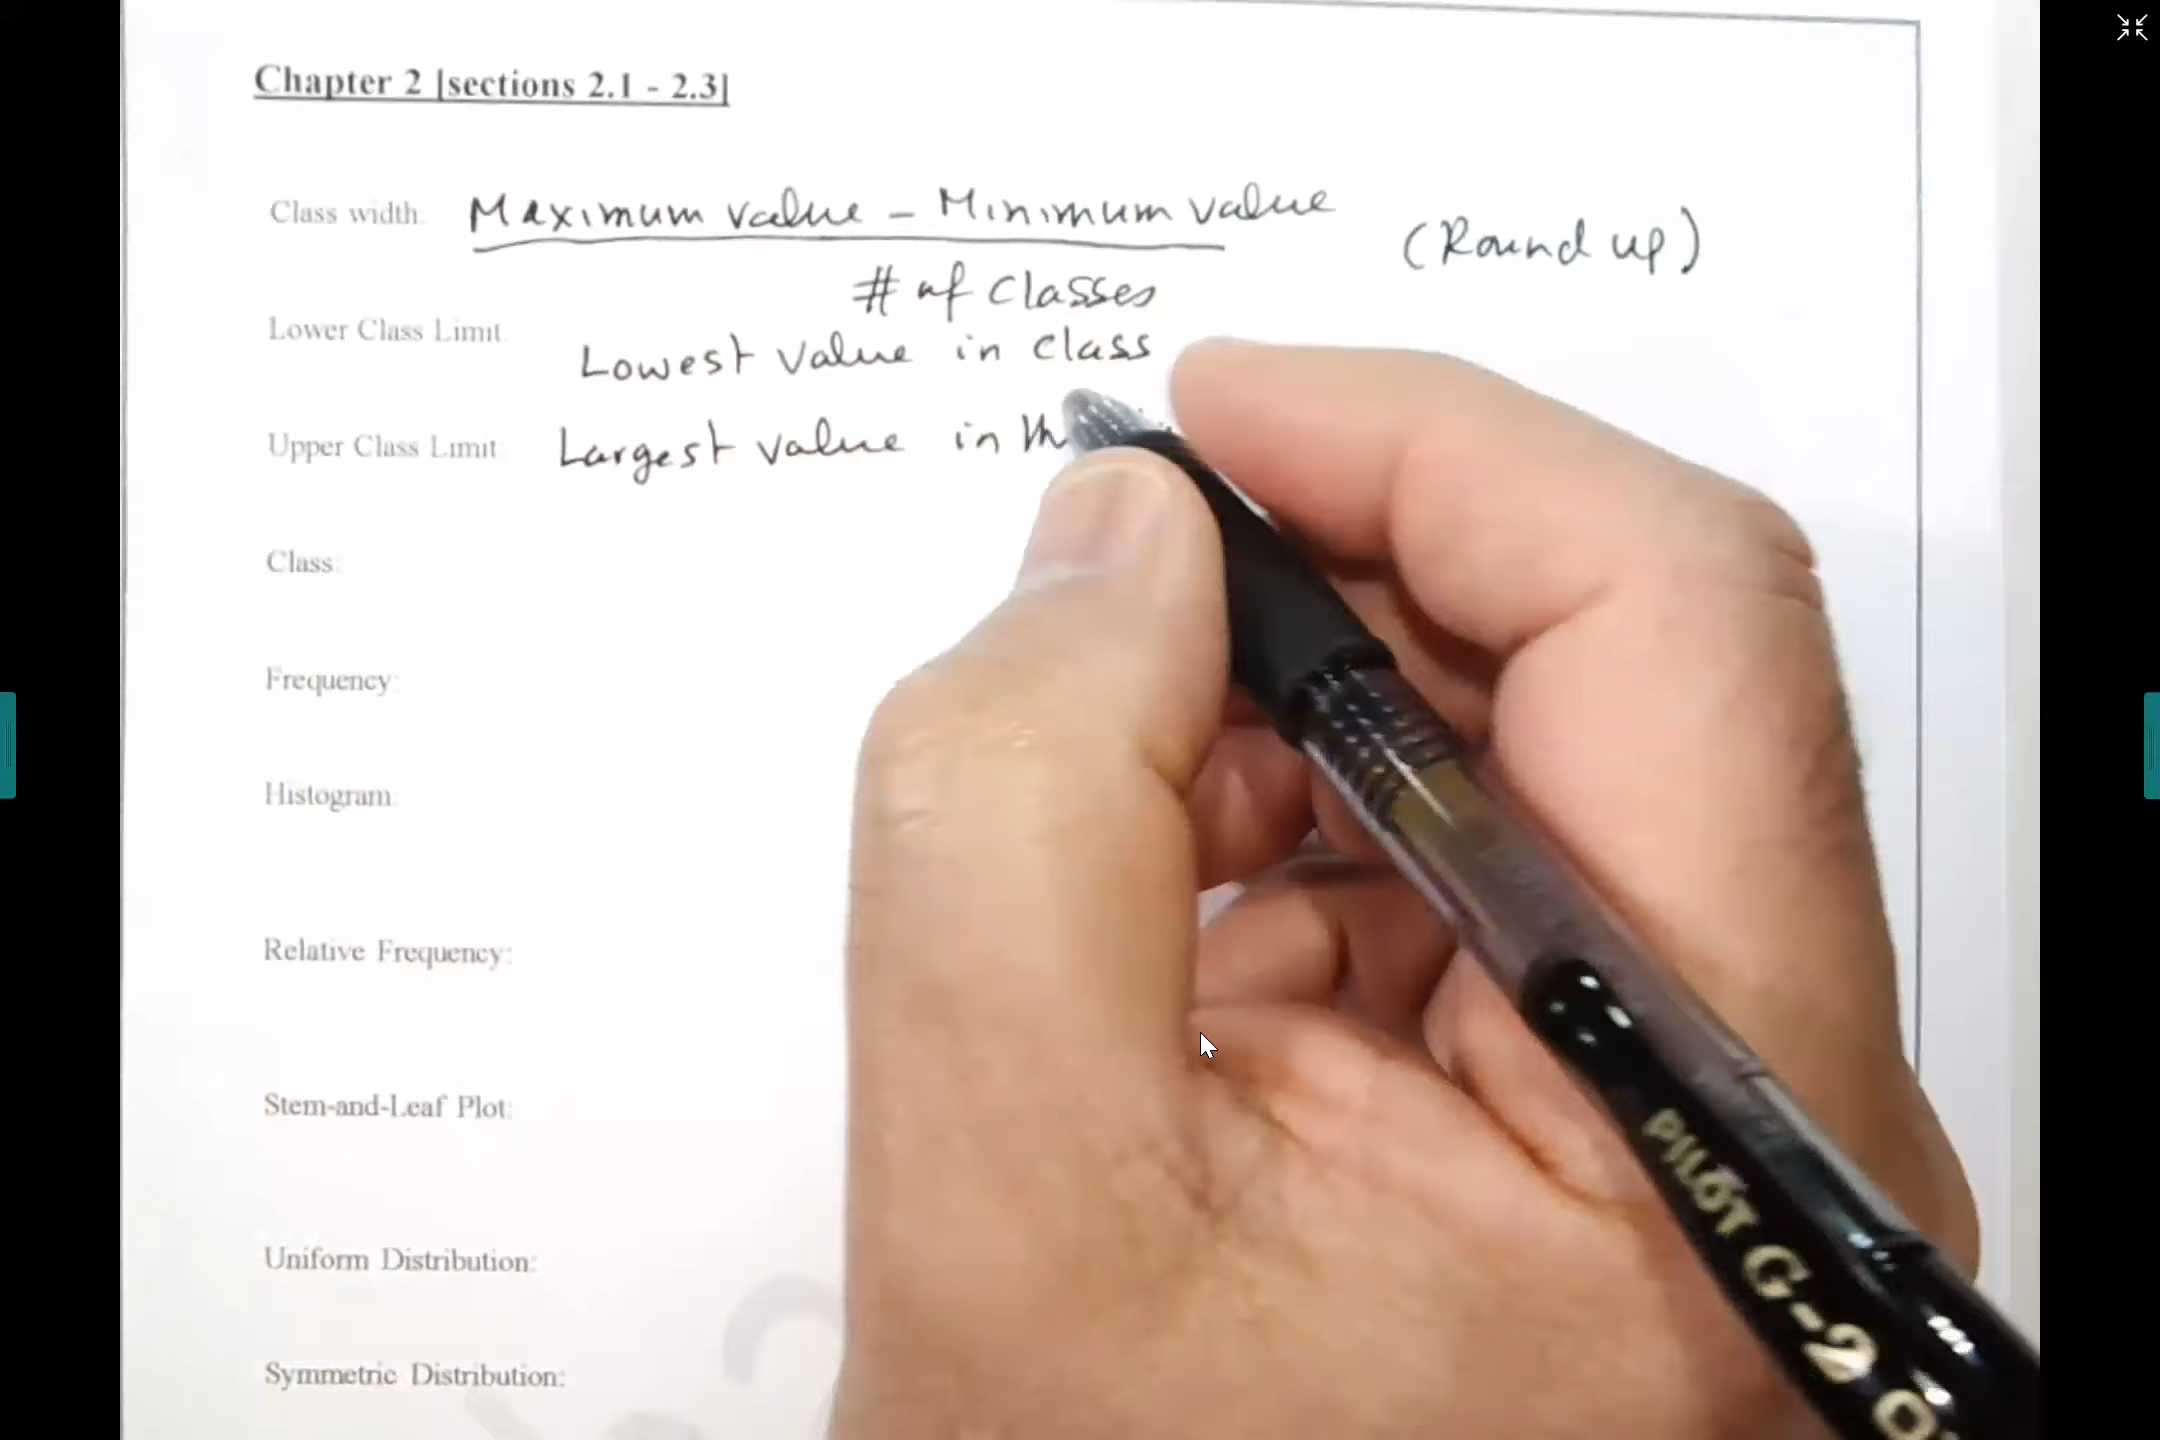 Chapter 2 [sections 2.1 - 2.3]
Class width: Maximum value - Minimum value (Round up)
# of Classes
Lower Class Limit:
Lowest value in class
Upper Class Limit: Largest value in th
Class:
Frequency:
Histogram:
Relative Frequency:
Stem-and-Leaf Plot:
Uniform Distribution:
Symmetric Distribution:
PILOT G-2 0